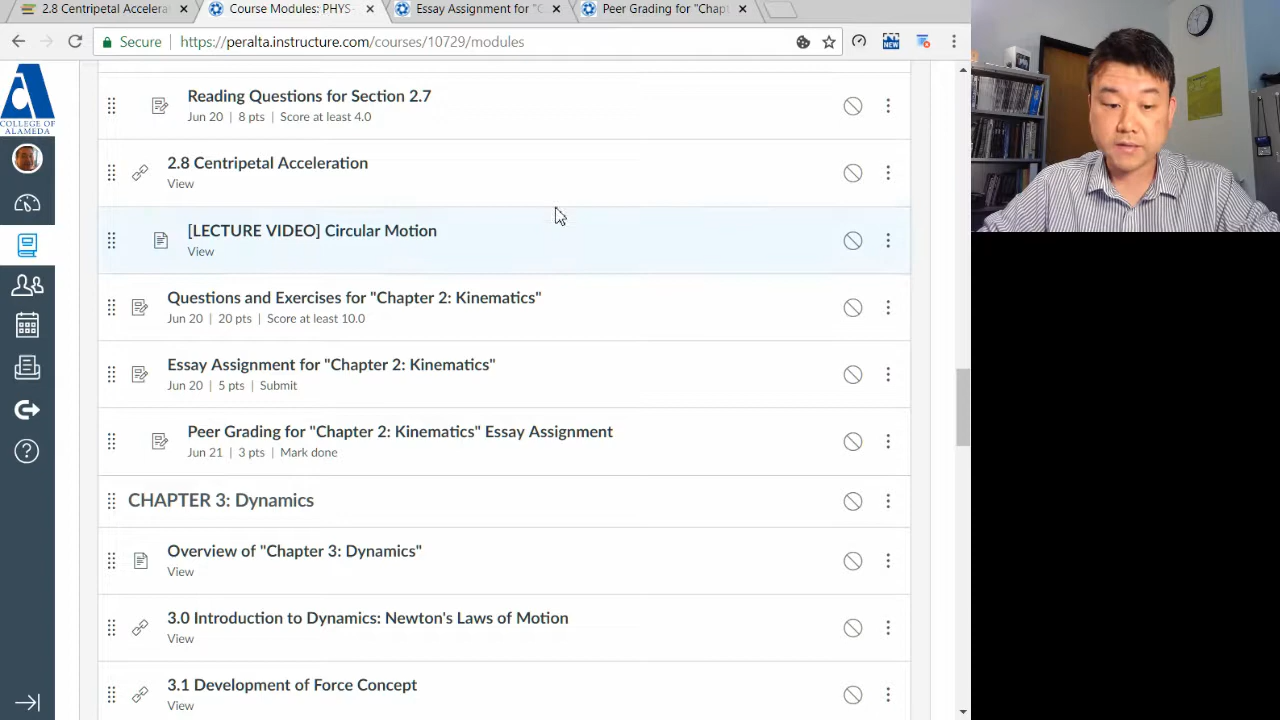 2.8 Centripetal Accelera
Course Modules: PHYS-
Essay Assignment for "C
Peer Grading for "Chapt
Secure https://peralta.instructure.com/courses/10729/modules
NEW
COLLEGE OF
ALAMEDA
Reading Questions for Section 2.7
Jun 20 | 8 pts | Score at least 4.0
2.8 Centripetal Acceleration
View
[LECTURE VIDEO] Circular Motion
View
Questions and Exercises for "Chapter 2: Kinematics"
Jun 20 | 20 pts | Score at least 10.0
Essay Assignment for "Chapter 2: Kinematics"
Jun 20 | 5 pts | Submit
Peer Grading for "Chapter 2: Kinematics" Essay Assignment
Jun 21 | 3 pts | Mark done
CHAPTER 3: Dynamics
Overview of "Chapter 3: Dynamics"
View
3.0 Introduction to Dynamics: Newton's Laws of Motion
View
3.1 Development of Force Concept
View